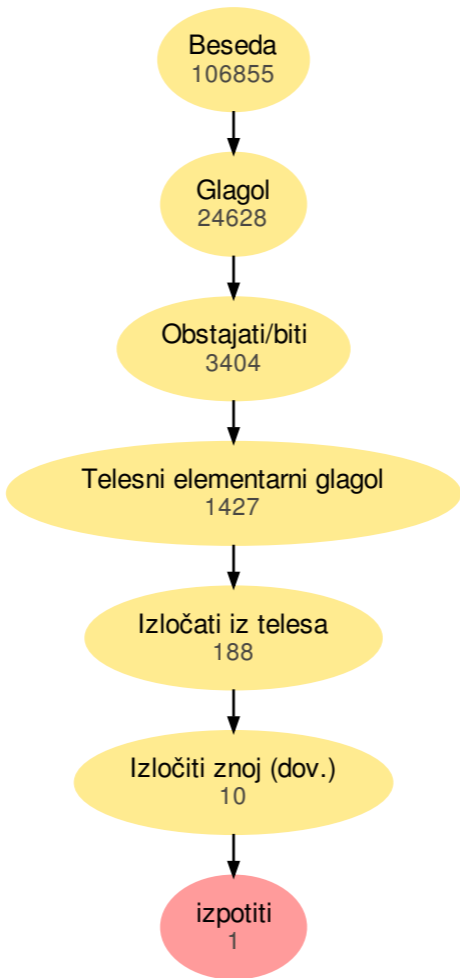 Beseda
106855
Glagol
24628
Obstajati/biti
3404
Telesni elementarni glagol
1427
Izločati iz telesa
188
Izločiti znoj (dov.)
10
izpotiti
1